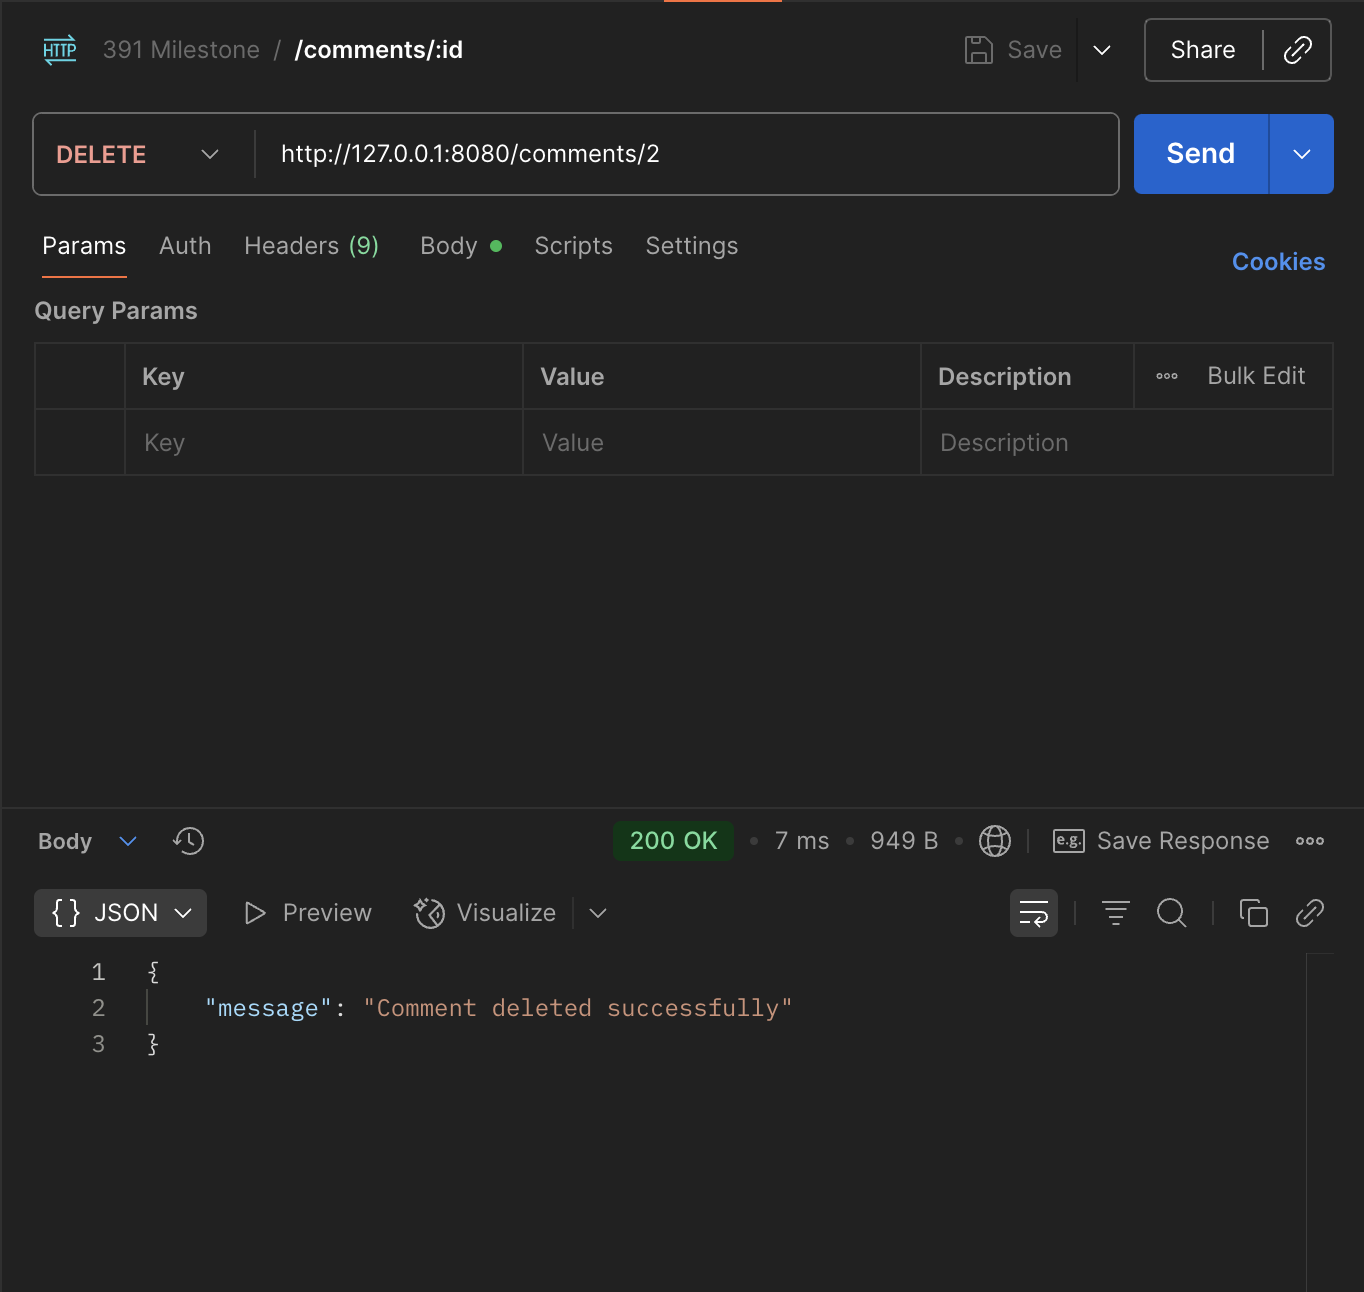 HTTP 391 Milestone / /comments/:id Save Share
DELETE http://127.0.0.1:8080/comments/2 Send
Params Auth Headers (9) Body Scripts Settings Cookies
Query Params
Key Value Description Bulk Edit
Key Value Description
Body 200 OK 7 ms 949 B e.g. Save Response
{} JSON Preview Visualize
1 {
2 "message": "Comment deleted successfully"
3 }